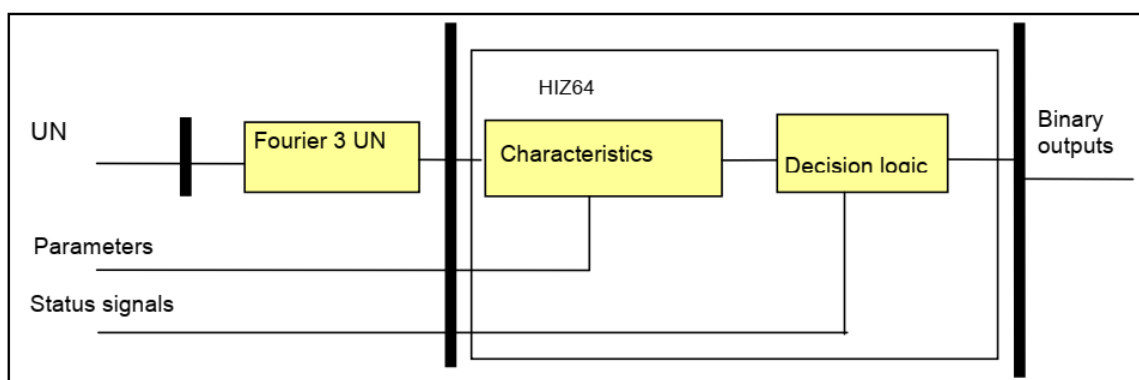 HIZ64
UN
Fourier 3 UN
Characteristics
Decision logic
Binary
outputs
Parameters
Status signals